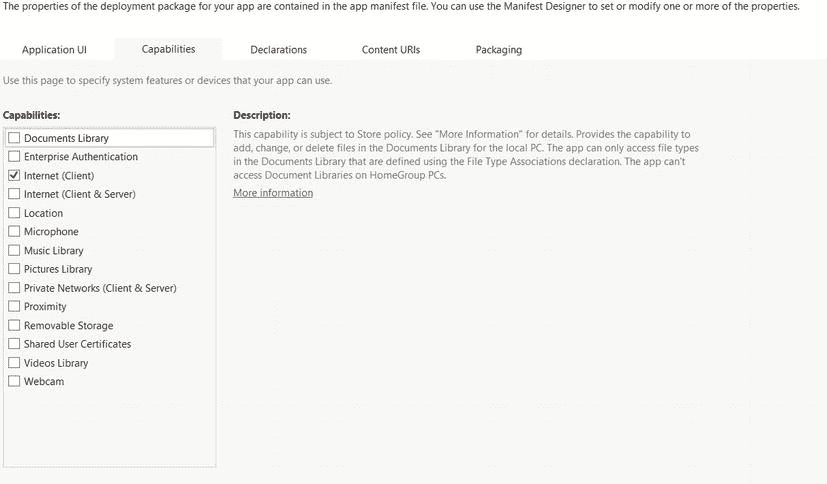 The properties of the deployment package for your app are contained in the app manifest file. You can use the Manifest Designer to set or modify one or more of the properties.
Application UI Capabilities Declarations Content URIs Packaging
Use this page to specify system features or devices that your app can use.
Capabilities:
Documents Library
Enterprise Authentication
Internet (Client)
Internet (Client & Server)
Location
Microphone
Music Library
Pictures Library
Private Networks (Client & Server)
Proximity
Removable Storage
Shared User Certificates
Videos Library
Webcam
Description:
This capability is subject to Store policy. See "More Information" for details. Provides the capability to
add, change, or delete files in the Documents Library for the local PC. The app can only access file types
in the Documents Library that are defined using the File Type Associations declaration. The app can't
access Document Libraries on HomeGroup PCs.
More information